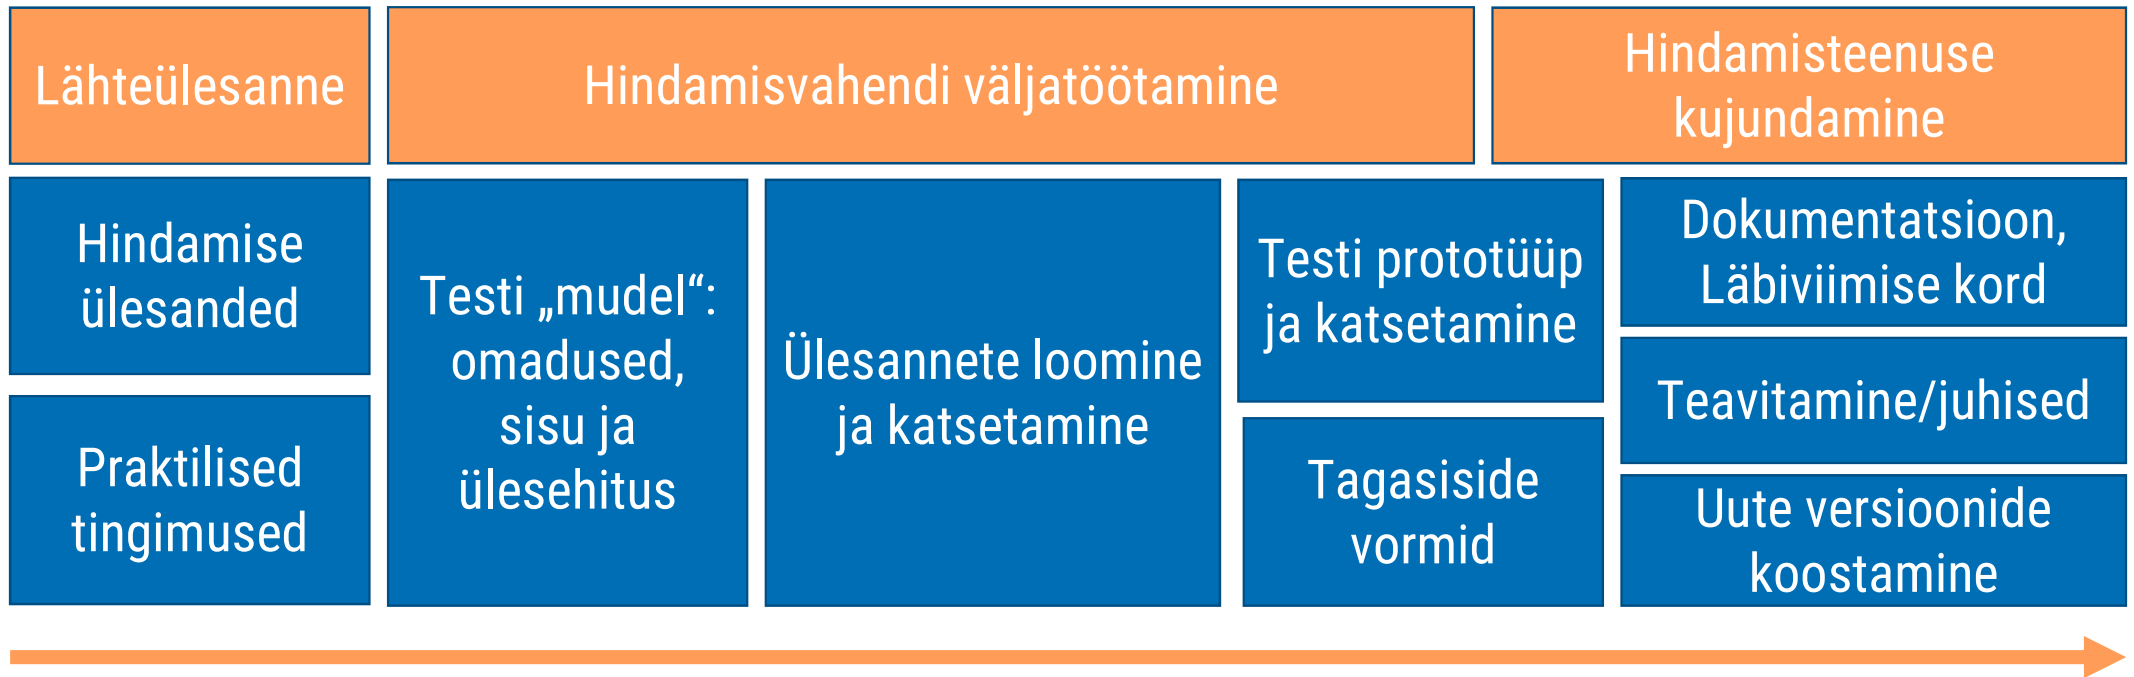 Lähteülesanne
Hindamisvahendi väljatöötamine
Hindamisteenuse
kujundamine
Hindamise
ülesanded
Praktilised
tingimused
Testi „mudel“:
omadused,
sisu ja
ülesehitus
Ülesannete loomine
ja katsetamine
Testi prototüüp
ja katsetamine
Tagasiside
vormid
Dokumentatsioon,
Läbiviimise kord
Teavitamine/juhised
Uute versioonide
koostamine